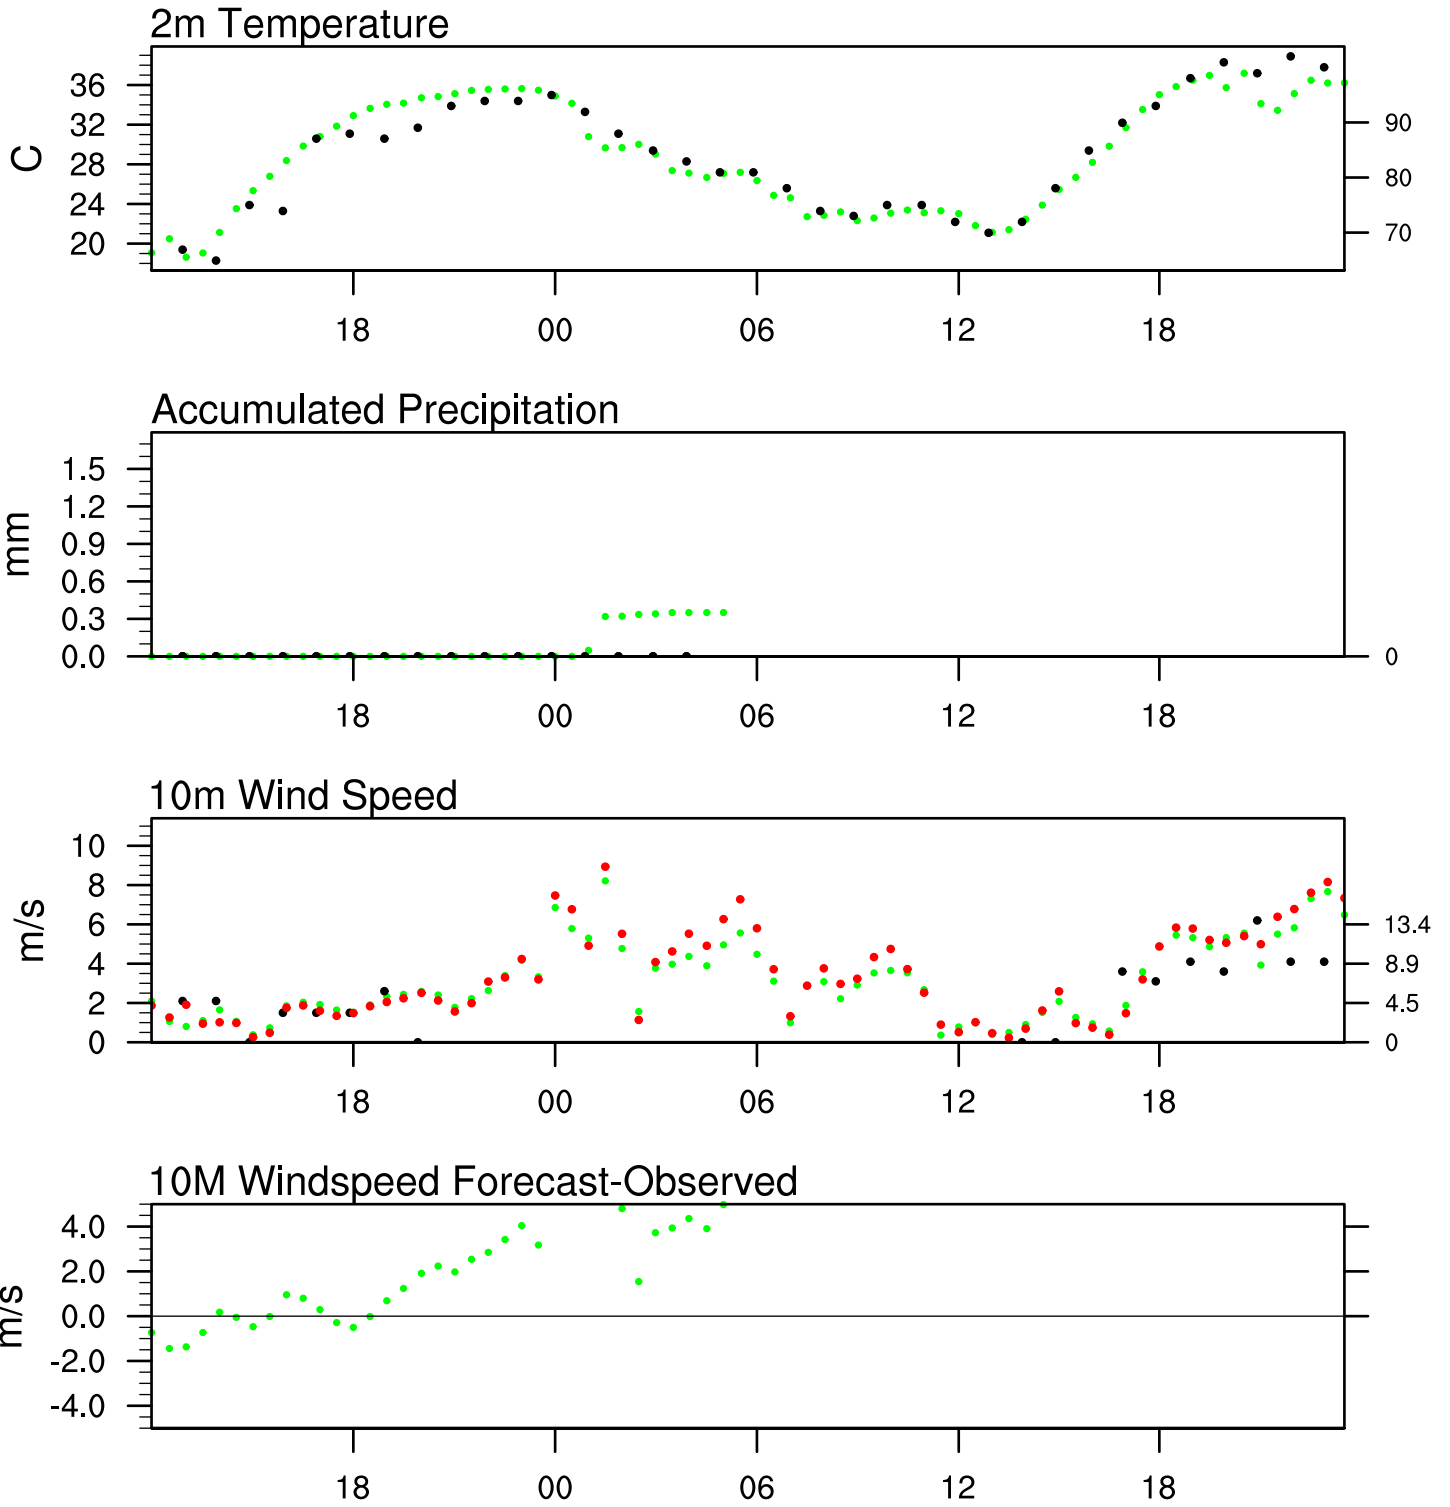 2m Temperature
C
36
32
28
24
20
90
80
70
18 00 06 12 18
Accumulated Precipitation
mm
1.5
1.2
0.9
0.6
0.3
0.0
0
18 00 06 12 18
10m Wind Speed
m/s
10
8
6
4
2
0
13.4
8.9
4.5
0
18 00 06 12 18
10M Windspeed Forecast-Observed
m/s
4.0
2.0
0.0
-2.0
-4.0
18 00 06 12 18